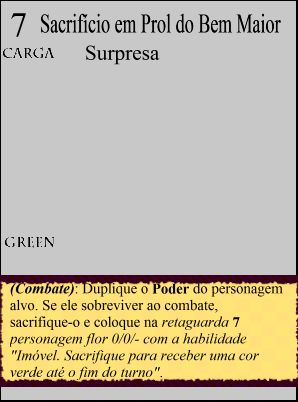 7 Sacrifício em Prol do Bem Maior
CARGA Surpresa
GREEN
(Combate): Duplique o Poder do personagem
alvo. Se ele sobreviver ao combate,
sacrifique-o e coloque na retaguarda 7
personagem flor 0/0/- com a habilidade
"Imóvel. Sacrifique para receber uma cor
verde até o fim do turno".